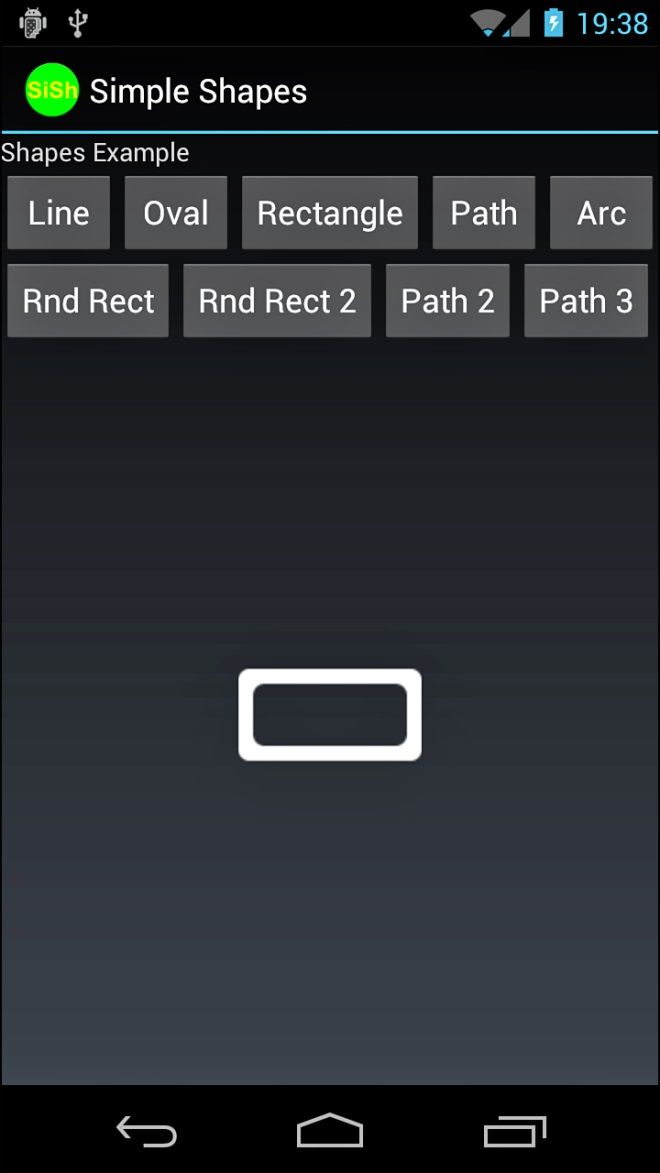 19:38
SiSh Simple Shapes
Shapes Example
Line Oval Rectangle Path Arc
Rnd Rect Rnd Rect 2 Path 2 Path 3